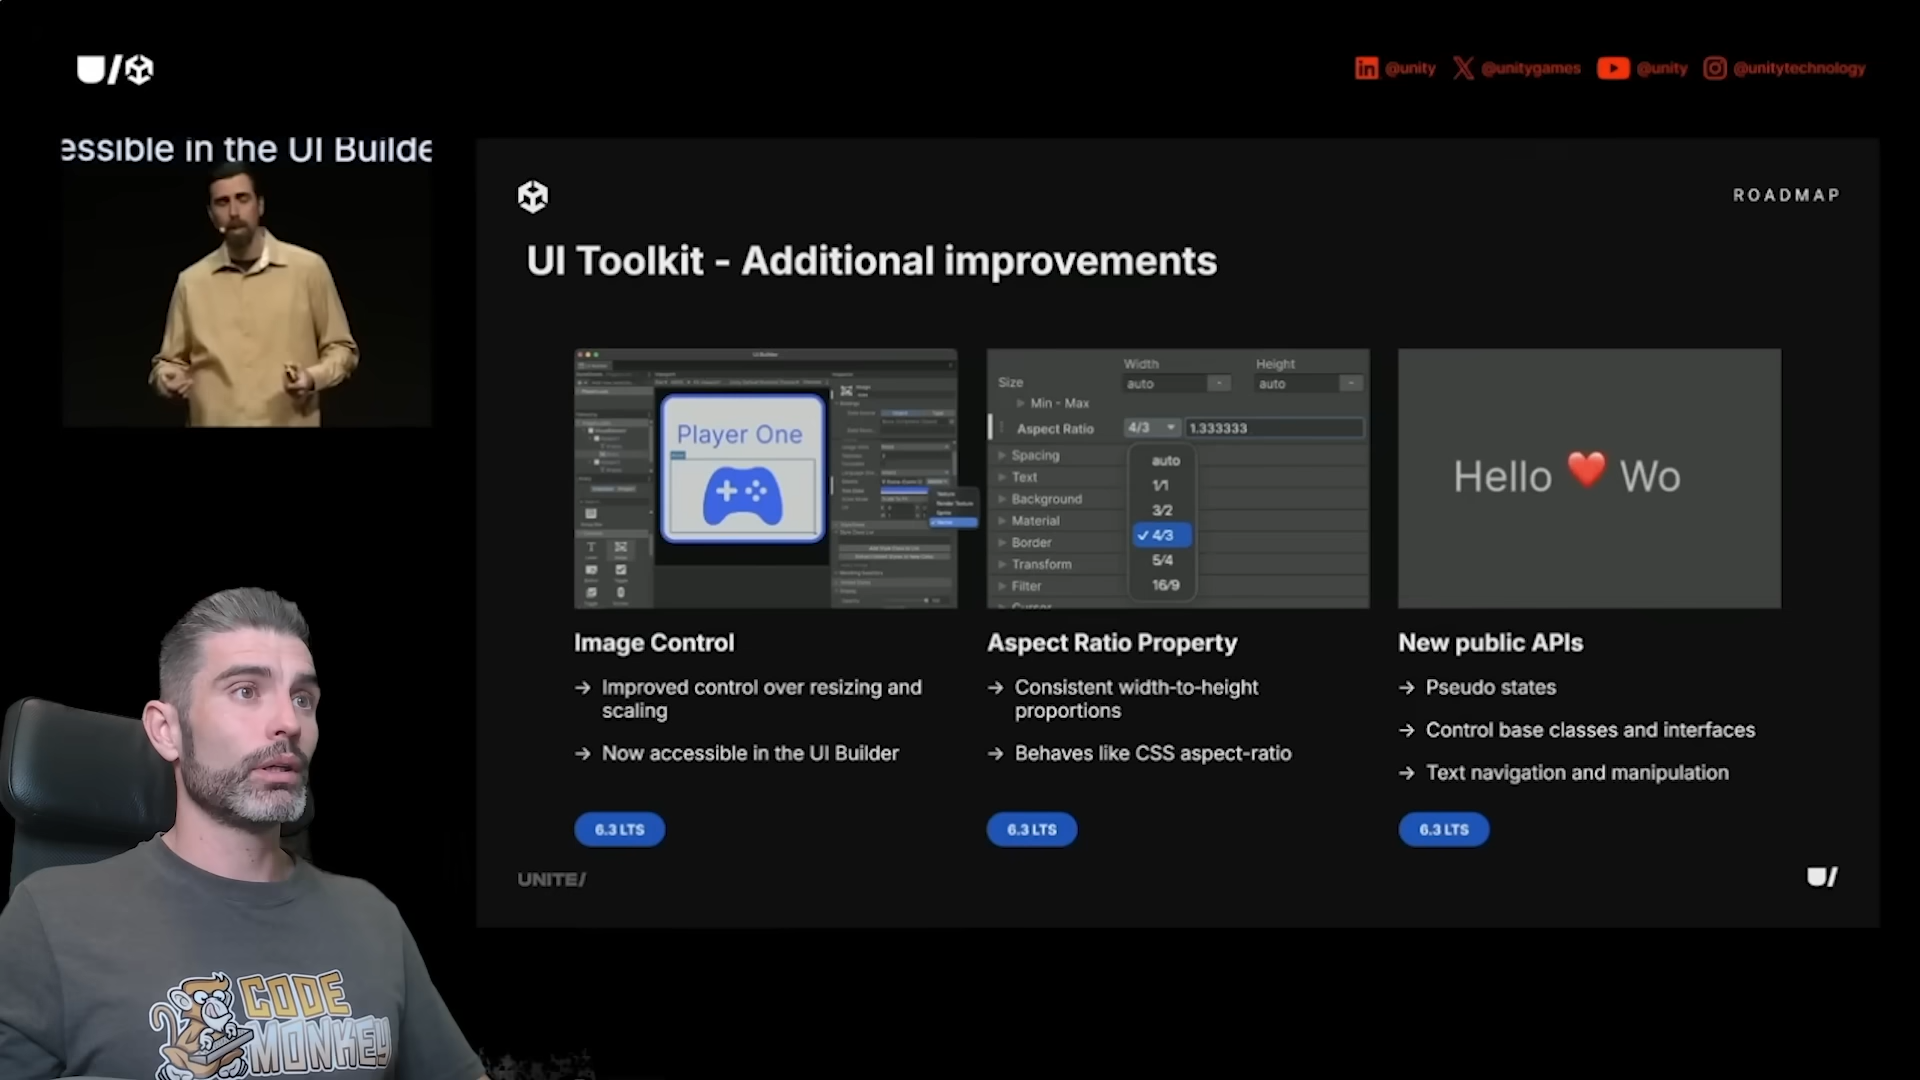 @unity
@unitygames
@unity
@unitytechnology
essible in the UI Builde
ROADMAP
UI Toolkit - Additional improvements
UI Builder
Player One
Width
Height
Size
auto
auto
Min - Max
Aspect Ratio
4/3
1.333333
Spacing
Text
Background
Material
Border
Transform
Filter
Cursor
auto
1/1
3/2
4/3
5/4
16/9
Hello ❤️ Wo
Image Control
→ Improved control over resizing and
scaling
→ Now accessible in the UI Builder
6.3 LTS
Aspect Ratio Property
→ Consistent width-to-height
proportions
→ Behaves like CSS aspect-ratio
6.3 LTS
New public APIs
→ Pseudo states
→ Control base classes and interfaces
→ Text navigation and manipulation
6.3 LTS
UNITE/
U/
CODE
MONKEY